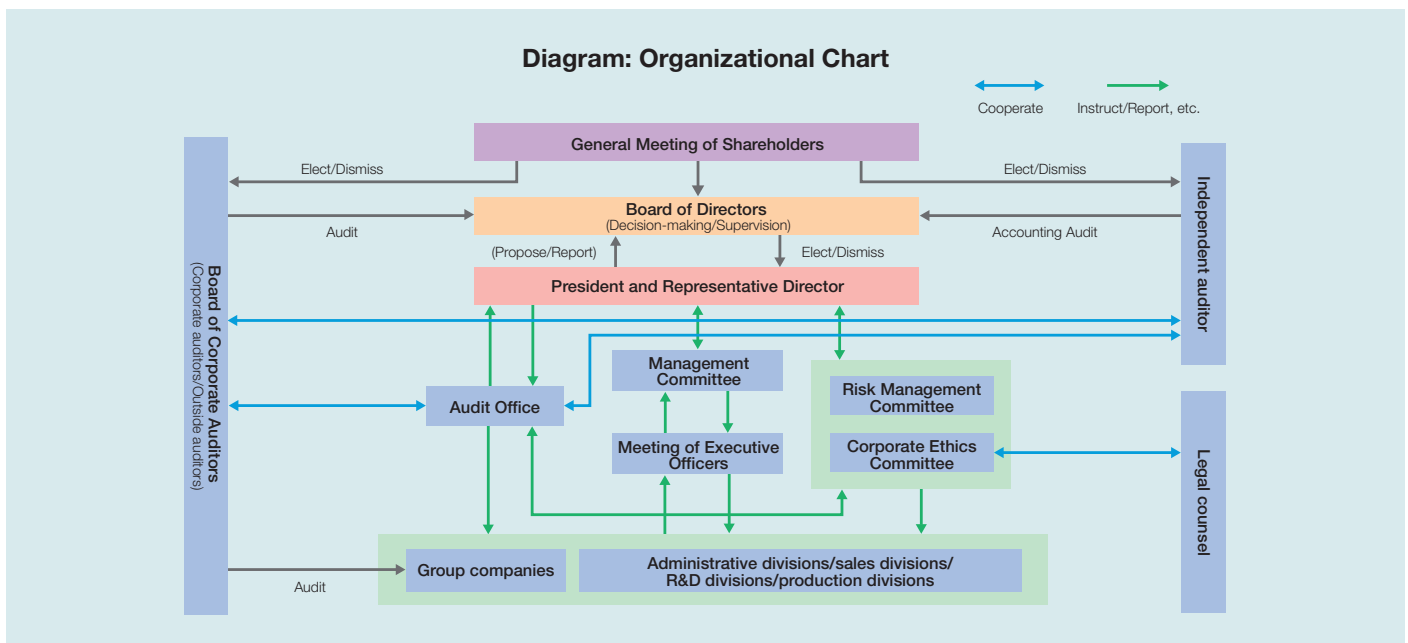 Diagram: Organizational Chart
Cooperate
Instruct/Report, etc.
General Meeting of Shareholders
Elect/Dismiss
Elect/Dismiss
Board of Directors
(Decision-making/Supervision)
Audit
Accounting Audit
(Propose/Report)
Elect/Dismiss
President and Representative Director
Board of Corporate Auditors
(Corporate auditors/Outside auditors)
Independent auditor
Management
Committee
Risk Management
Committee
Audit Office
Meeting of Executive
Officers
Corporate Ethics
Committee
Legal counsel
Group companies
Administrative divisions/sales divisions/
R&D divisions/production divisions
Audit